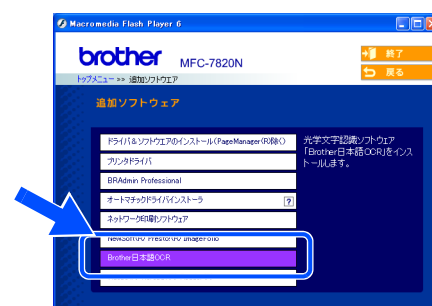 Macromedia Flash Player 6
brother MFC-7820N
終了
戻る
トップメニュー >> 追加ソフトウェア
追加ソフトウェア
ドライバ&ソフトウェアのインストール(PageManager(R)除く)
プリンタドライバ
BRAdmin Professional
オートマチックドライバインストーラ ?
ネットワーク印刷ソフトウェア
NewSoft(R) Presto!(R) ImageFolio
Brother日本語OCR
光学文字認識ソフトウェア
「Brother日本語OCR」をインス
トールします。